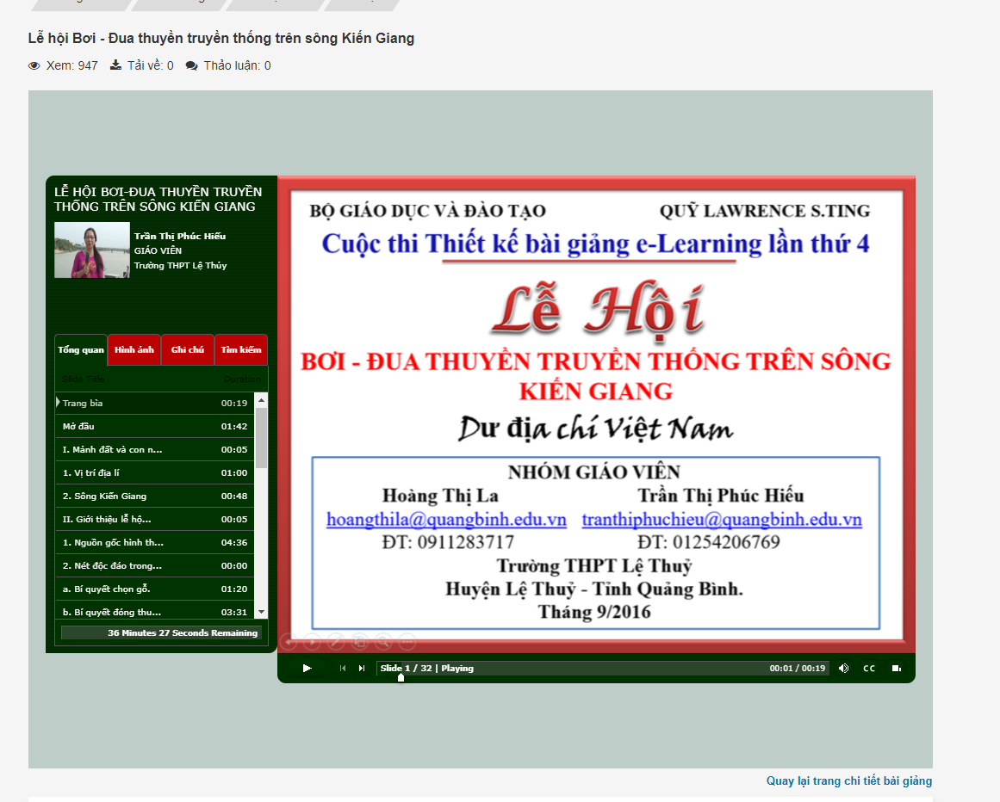 Lễ hội Bơi - Đua thuyền truyền thống trên sông Kiến Giang
Xem: 947 Tải về: 0 Thảo luận: 0
LỄ HỘI BƠI-ĐUA THUYỀN TRUYỀN
THỐNG TRÊN SÔNG KIẾN GIANG
Trần Thị Phúc Hiếu
GIÁO VIÊN
Trường THPT Lệ Thủy
Tổng quan Hình ảnh Ghi chú Tìm kiếm
Slide Title Duration
Trang bìa 00:19
Mở đầu 01:42
I. Mảnh đất và con n... 00:05
1. Vị trí địa lí 01:00
2. Sông Kiến Giang 00:48
II. Giới thiệu lễ hộ... 00:05
1. Nguồn gốc hình th... 04:36
2. Nét độc đáo trong... 00:00
a. Bí quyết chọn gỗ. 01:20
b. Bí quyết đóng thu... 03:31
36 Minutes 27 Seconds Remaining
BỘ GIÁO DỤC VÀ ĐÀO TẠO QUỸ LAWRENCE S.TING
Cuộc thi Thiết kế bài giảng e-Learning lần thứ 4
Lễ Hội
BƠI - ĐUA THUYỀN TRUYỀN THỐNG TRÊN SÔNG
KIẾN GIANG
Dư địa chí Việt Nam
NHÓM GIÁO VIÊN
Hoàng Thị La Trần Thị Phúc Hiếu
hoangthila@quangbinh.edu.vn tranthiphuchieu@quangbinh.edu.vn
ĐT: 0911283717 ĐT: 01254206769
Trường THPT Lệ Thuỷ
Huyện Lệ Thuỷ - Tỉnh Quảng Bình.
Tháng 9/2016
Slide 1 / 32 | Playing 00:01 / 00:19 CC
Quay lại trang chi tiết bài giảng